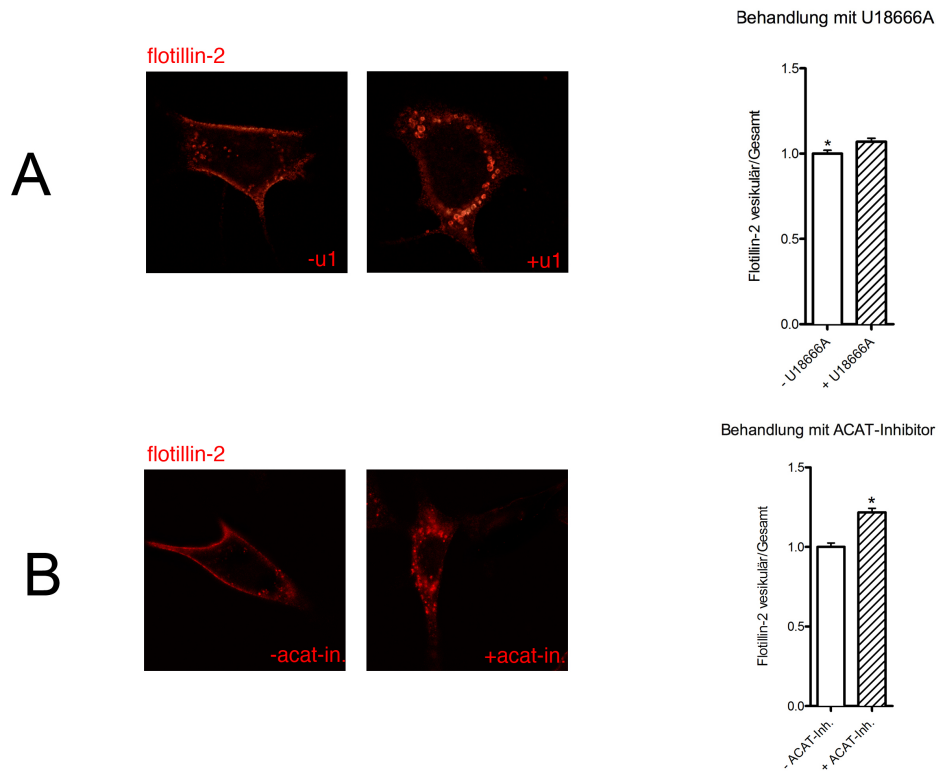 Behandlung mit U18666A
flotillin-2
A
-u1
+u1
Flotillin-2 vesikulär/Gesamt
1.5
1.0
0.5
0.0
*
- U18666A
+ U18666A
Behandlung mit ACAT-Inhibitor
flotillin-2
B
-acat-in.
+acat-in.
Flotillin-2 vesikulär/Gesamt
1.5
1.0
0.5
0.0
*
- ACAT-Inh.
+ ACAT-Inh.